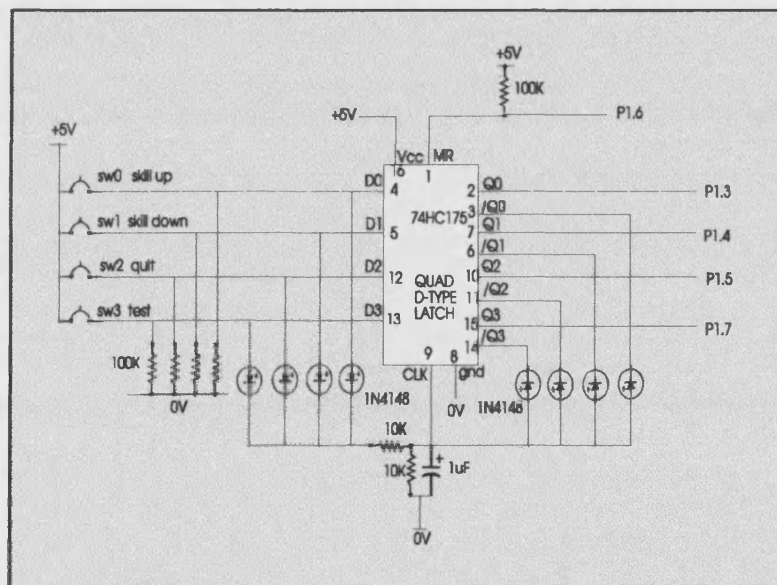 +5V
100K
P1.6
+5V
+5V
Vcc
MR
6
1
sw0 skill up
D0
4
2
Q0
P1.3
74HC175
3
/Q0
sw1 skill down
D1
5
7
Q1
P1.4
6
/Q1
sw2 quit
D2
12
QUAD
10
Q2
P1.5
D-TYPE
11
/Q2
sw3 test
D3
13
LATCH
15
Q3
P1.7
14
/Q3
9
8
100K
CLK
gnd
0V
1N4148
0V
1N4148
10K
10K
+
1uF
0V